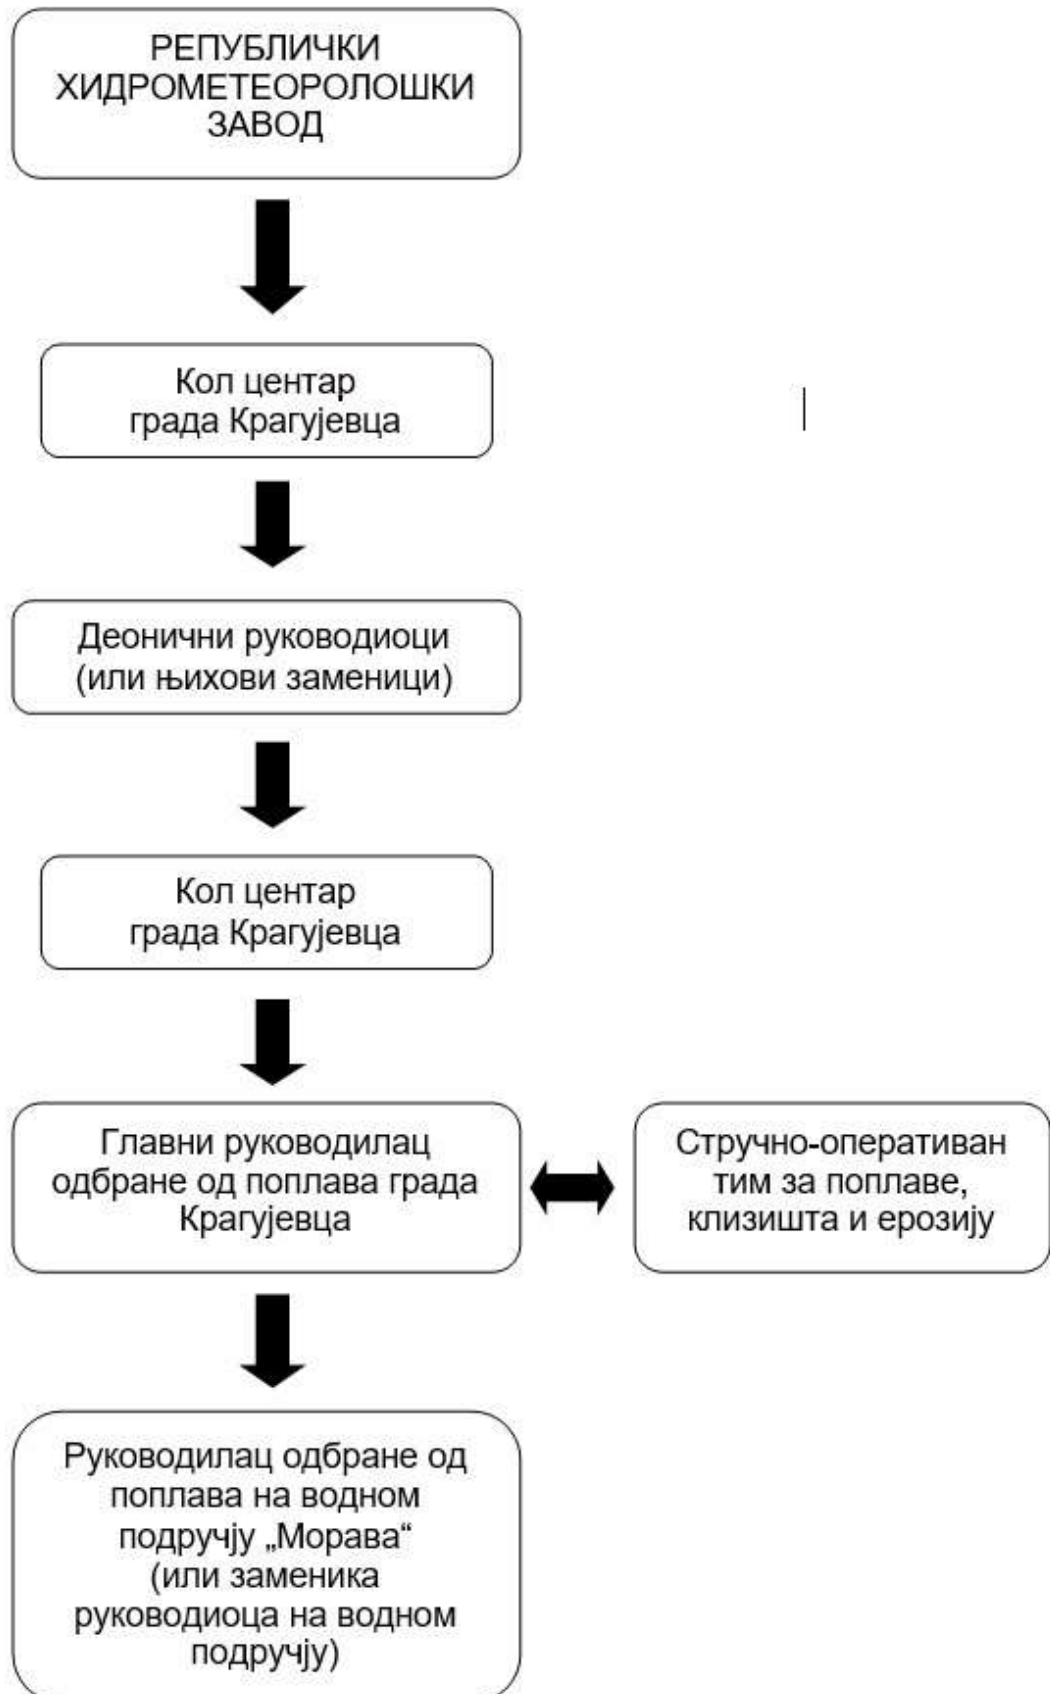 РЕПУБЛИЧКИ
ХИДРОМЕТЕОРОЛОШКИ
ЗАВОД
Кол центар
града Крагујевца
Деонични руководиоци
(или њихови заменици)
Кол центар
града Крагујевца
Главни руководилац
одбране од поплава града
Крагујевца
Стручно-оперативан
тим за поплаве,
клизишта и ерозију
Руководилац одбране од
поплава на водном
подручју „Морава“
(или заменика
руководиоца на водном
подручју)